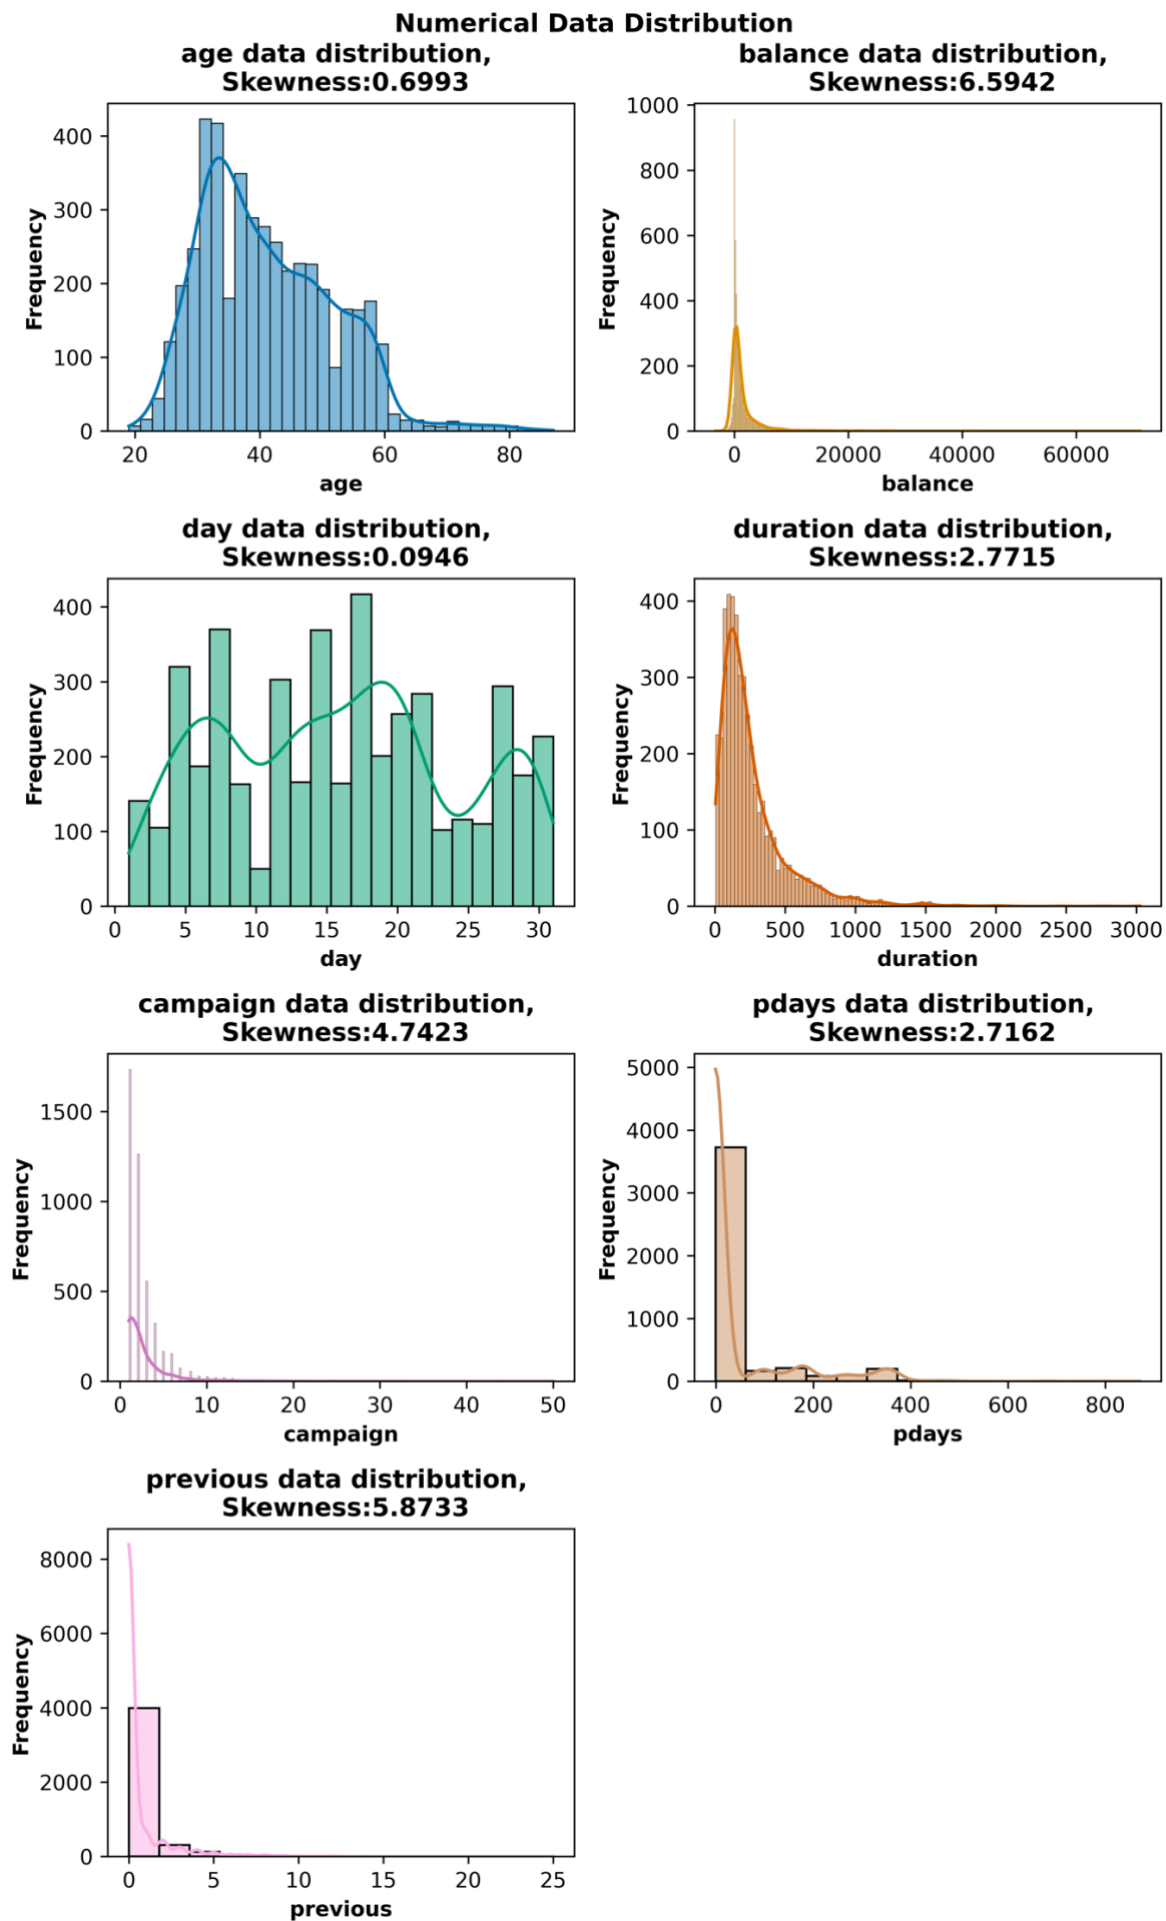 Numerical Data Distribution
age data distribution,
Skewness:0.6993
400
300
200
100
0
Frequency
20 40 60 80
age
balance data distribution,
Skewness:6.5942
1000
800
600
400
200
0
Frequency
0 20000 40000 60000
balance
day data distribution,
Skewness:0.0946
400
300
200
100
0
Frequency
0 5 10 15 20 25 30
day
duration data distribution,
Skewness:2.7715
400
300
200
100
0
Frequency
0 500 1000 1500 2000 2500 3000
duration
campaign data distribution,
Skewness:4.7423
1500
1000
500
0
Frequency
0 10 20 30 40 50
campaign
pdays data distribution,
Skewness:2.7162
5000
4000
3000
2000
1000
0
Frequency
0 200 400 600 800
pdays
previous data distribution,
Skewness:5.8733
8000
6000
4000
2000
0
Frequency
0 5 10 15 20 25
previous